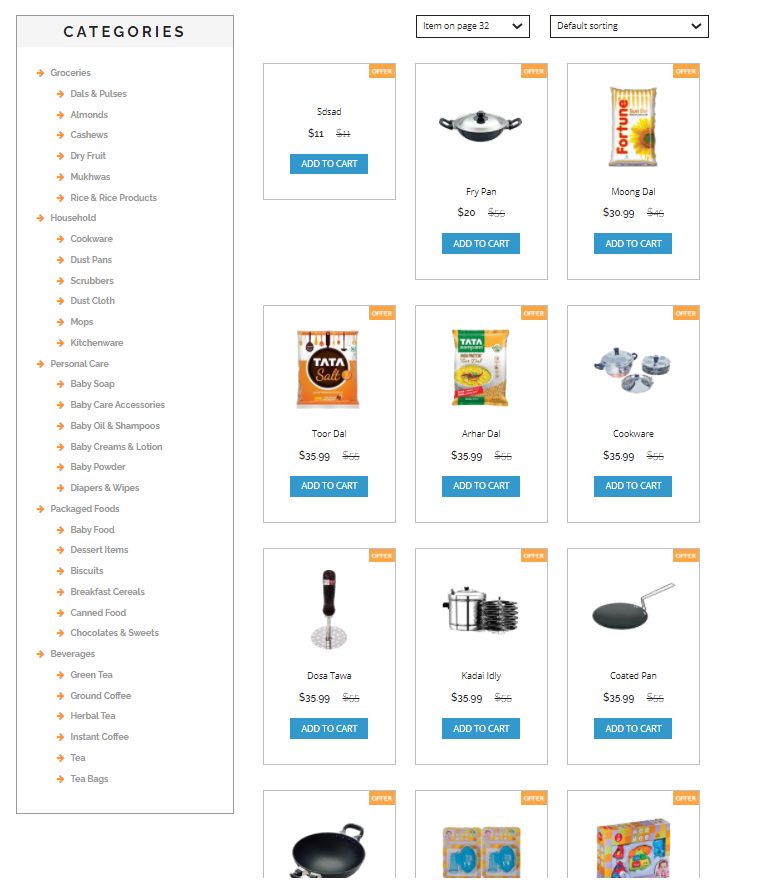 CATEGORIES
Groceries
Dals & Pulses
Almonds
Cashews
Dry Fruit
Mukhwas
Rice & Rice Products
Household
Cookware
Dust Pans
Scrubbers
Dust Cloth
Mops
Kitchenware
Personal Care
Baby Soap
Baby Care Accessories
Baby Oil & Shampoos
Baby Creams & Lotion
Baby Powder
Diapers & Wipes
Packaged Foods
Baby Food
Dessert Items
Biscuits
Breakfast Cereals
Canned Food
Chocolates & Sweets
Beverages
Green Tea
Ground Coffee
Herbal Tea
Instant Coffee
Tea
Tea Bags
Item on page 32
Default sorting
OFFER
Sdsad
$11 $11
ADD TO CART
OFFER
Fry Pan
$20 $55
ADD TO CART
OFFER
Fortune
Moong Dal
$30.99 $45
ADD TO CART
OFFER
TATA
Salt
Toor Dal
$35.99 $55
ADD TO CART
OFFER
TATA
Arhar Dal
$35.99 $55
ADD TO CART
OFFER
Cookware
$35.99 $55
ADD TO CART
OFFER
Dosa Tawa
$35.99 $55
ADD TO CART
OFFER
Kadai Idly
$35.99 $55
ADD TO CART
OFFER
Coated Pan
$35.99 $55
ADD TO CART
OFFER
OFFER
OFFER